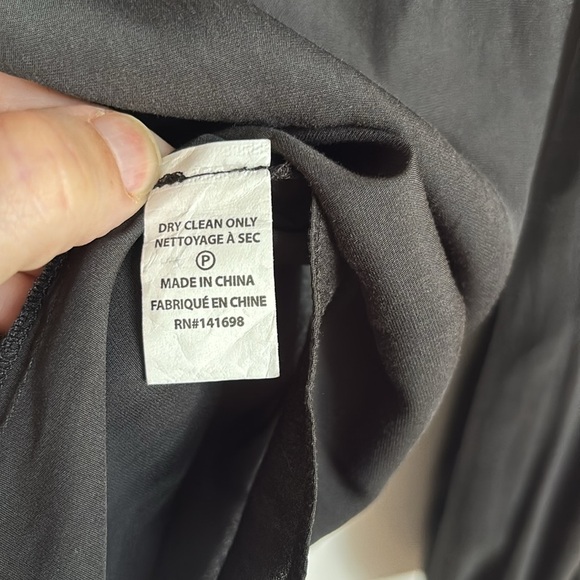 DRY CLEAN ONLY
NETTOYAGE À SEC
P
MADE IN CHINA
FABRIQUÉ EN CHINE
RN#141698